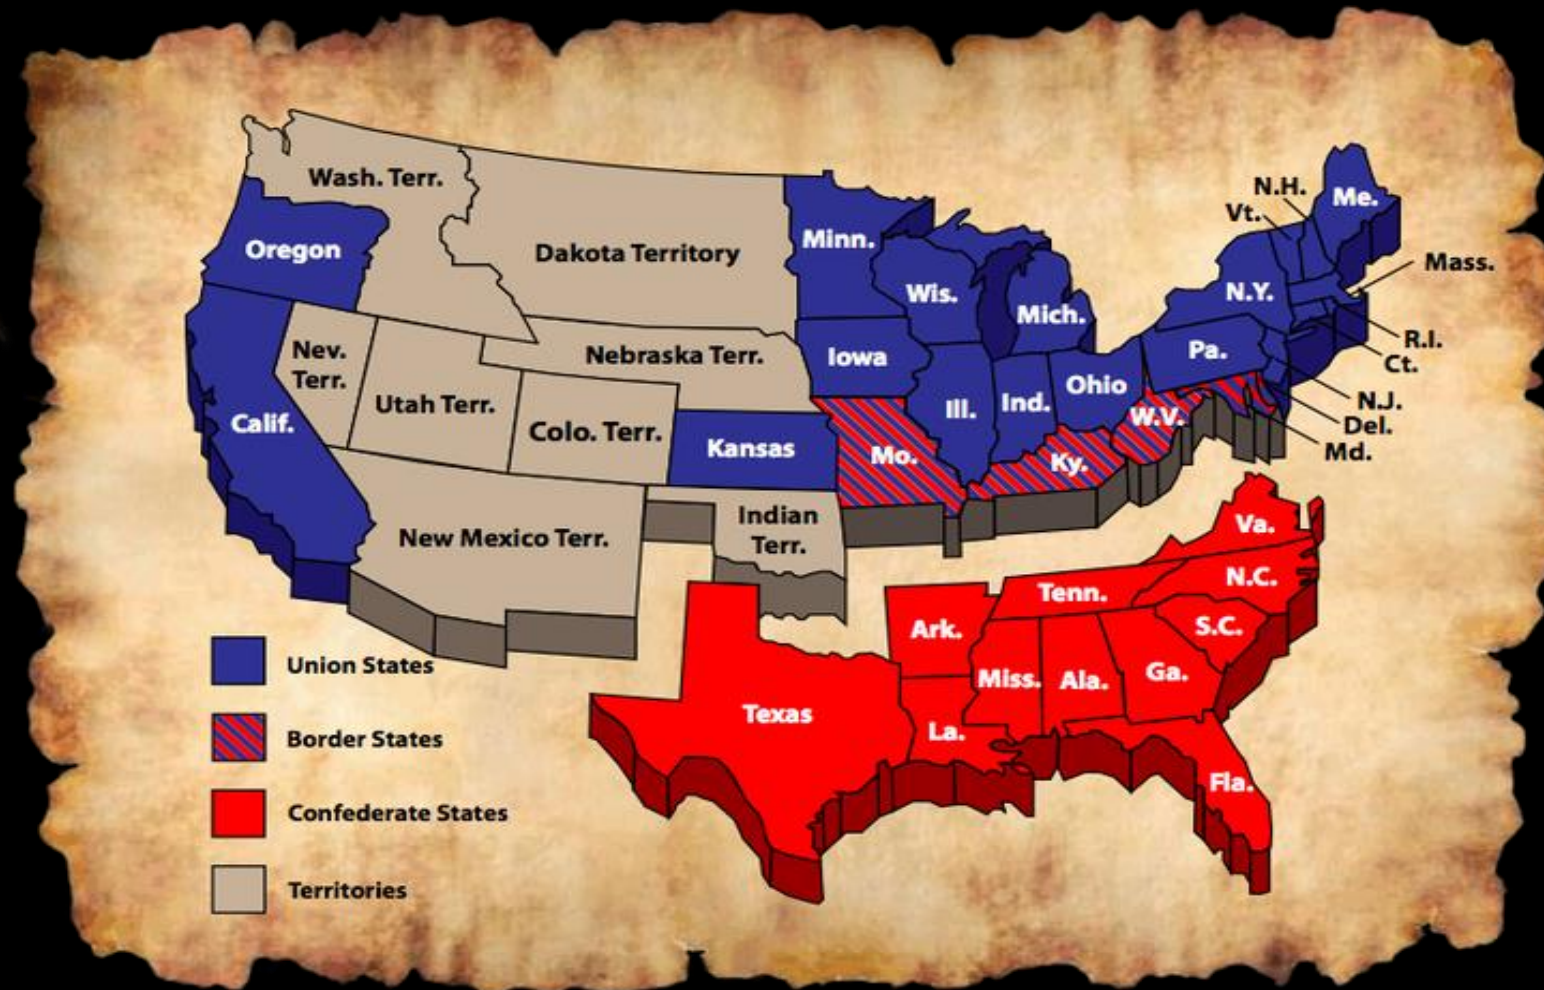 N.H.
Me.
Vt.
Wash. Terr.
Oregon
Dakota Territory
Minn.
Mass.
Wis.
N.Y.
Mich.
R.I.
Nev.
Terr.
Nebraska Terr.
Iowa
Pa.
Ct.
Utah Terr.
Ohio
Ill.
Ind.
N.J.
Calif.
Colo. Terr.
W.V.
Del.
Kansas
Mo.
Ky.
Md.
New Mexico Terr.
Indian
Terr.
Va.
N.C.
Tenn.
Ark.
S.C.
Miss.
Ala.
Ga.
Texas
La.
Fla.
Union States
Border States
Confederate States
Territories